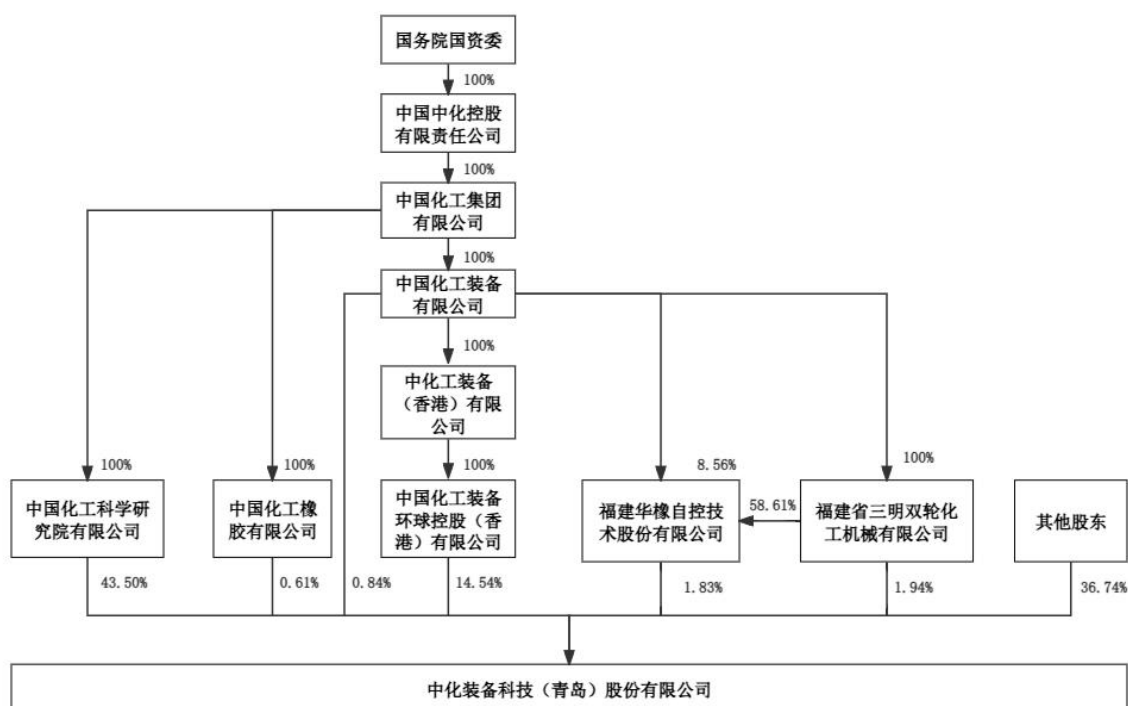 国务院国资委
100%
中国中化控股
有限责任公司
100%
中国化工集团
有限公司
100%
中国化工装备
有限公司
100%
中化工装备
（香港）有限
公司
100%
100%
100%
8.56%
100%
中国化工科学研
究院有限公司
中国化工橡
胶有限公司
中国化工装备
环球控股（香
港）有限公司
福建华橡自控技
术股份有限公司
58.61%
福建省三明双轮化
工机械有限公司
其他股东
43.50%
0.61%
0.84%
14.54%
1.83%
1.94%
36.74%
中化装备科技（青岛）股份有限公司